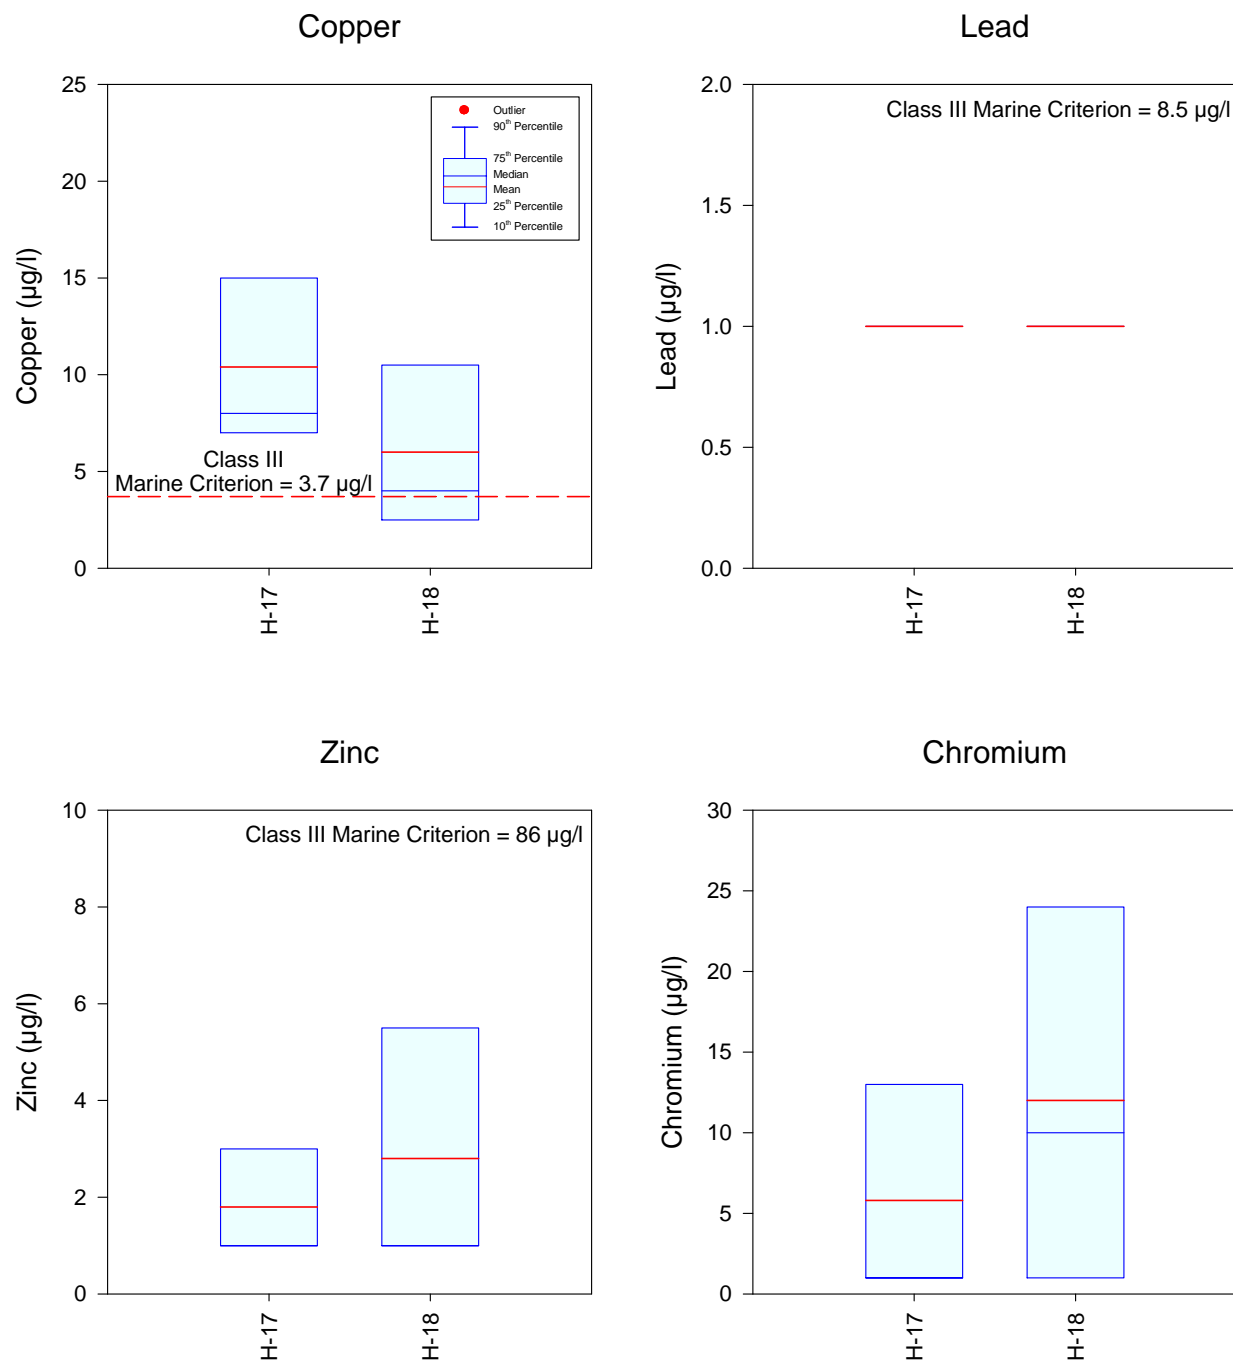 Copper
Lead
25
20
15
10
5
0
Copper (µg/l)
Outlier
90th Percentile
75th Percentile
Median
Mean
25th Percentile
10th Percentile
Class III
Marine Criterion = 3.7 µg/l
H-17
H-18
2.0
1.5
1.0
0.5
0.0
Lead (µg/l)
Class III Marine Criterion = 8.5 µg/l
H-17
H-18
Zinc
Chromium
10
8
6
4
2
0
Zinc (µg/l)
Class III Marine Criterion = 86 µg/l
H-17
H-18
30
25
20
15
10
5
0
Chromium (µg/l)
H-17
H-18